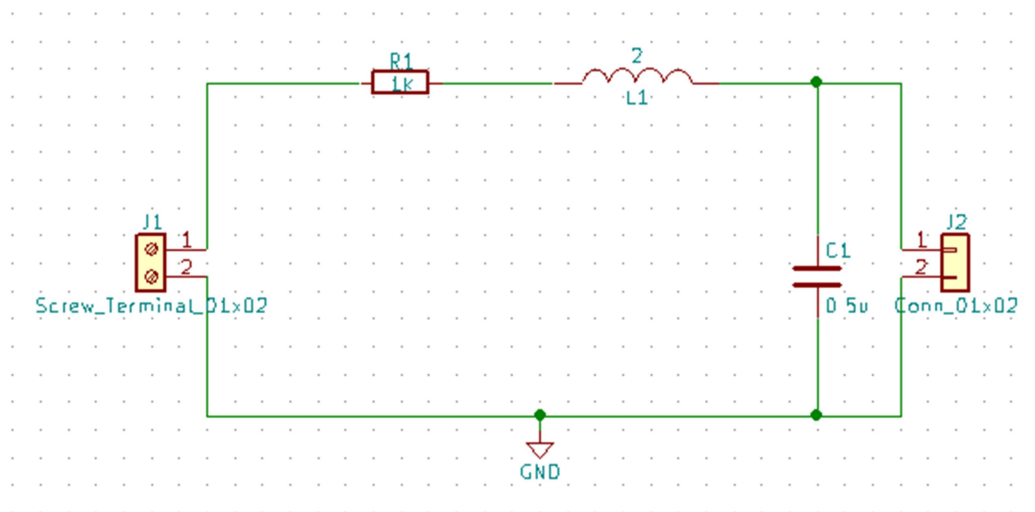 R1
1k
2
L1
J1
1
2
Screw_Terminal_01x02
C1
0.5u
J2
1
2
Conn_01x02
GND